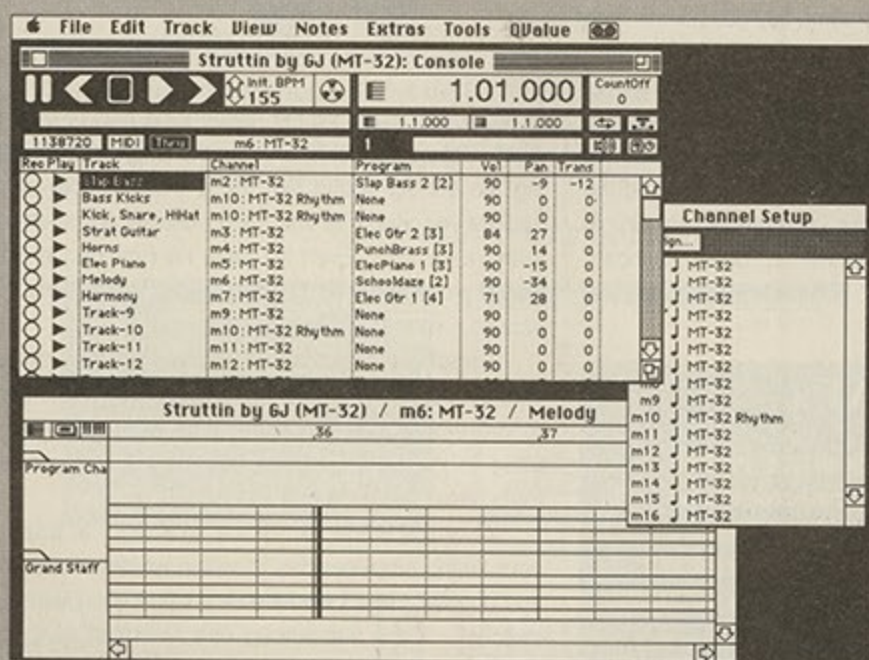 File Edit Track View Notes Extras Tools QValue
Struttin by GJ (MT-32): Console
Init. BPM
155
1.01.000
CountOff
0
1.1.000 1.1.000
1138720 MIDI Thru m6: MT-32 1
Rec Play Track Channel Program Vol Pan Trans
Slap Bass m2: MT-32 Slap Bass 2 [2] 90 -9 -12
Bass Kicks m10: MT-32 Rhythm None 90 0 0
Kick, Snare, HiHat m10: MT-32 Rhythm None 90 0 0
Strat Guitar m3: MT-32 Elec Gtr 2 [3] 84 27 0
Horns m4: MT-32 PunchBrass [3] 90 14 0
Elec Piano m5: MT-32 ElecPiano 1 [3] 90 -15 0
Melody m6: MT-32 Schooldaze [2] 90 -34 0
Harmony m7: MT-32 Elec Gtr 1 [4] 71 28 0
Track-9 m9: MT-32 None 90 0 0
Track-10 m10: MT-32 Rhythm None 90 0 0
Track-11 m11: MT-32 None 90 0 0
Track-12 m12: MT-32 None 90 0 0
Channel Setup
MT-32
MT-32
MT-32
MT-32
MT-32
MT-32
MT-32
m8 MT-32
m9 MT-32
m10 MT-32 Rhythm
m11 MT-32
m12 MT-32
m13 MT-32
m14 MT-32
m15 MT-32
m16 MT-32
Struttin by GJ (MT-32) / m6: MT-32 / Melody
36 37
Program Cha
Grand Staff